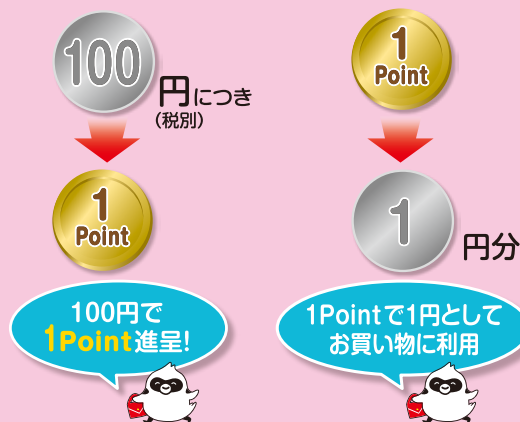 100
円につき
(税別)
1
Point
100円で
1Point進呈!
1
Point
1
円分
1Pointで1円として
お買い物に利用